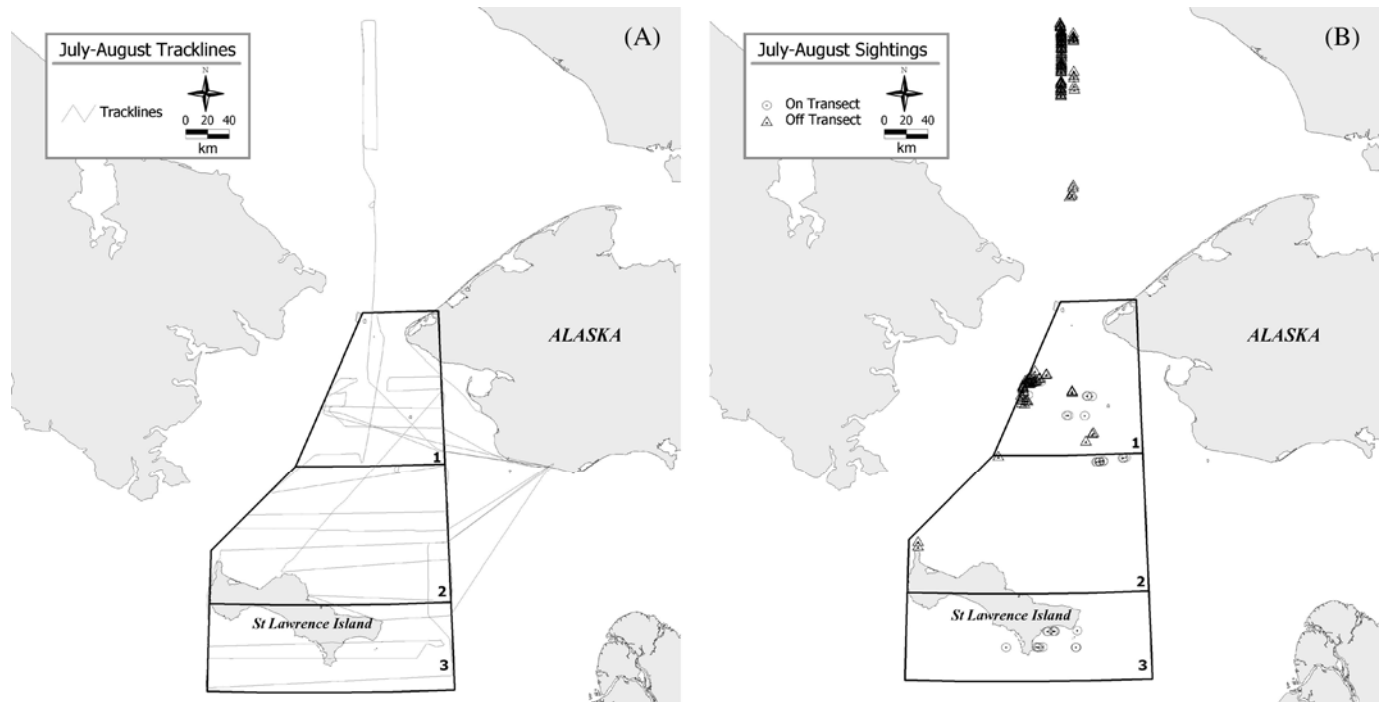 July-August Tracklines
N
Tracklines
0 20 40
km
(A)
ALASKA
1
2
St Lawrence Island
3
July-August Sightings
N
On Transect
Off Transect
0 20 40
km
(B)
ALASKA
1
2
St Lawrence Island
3